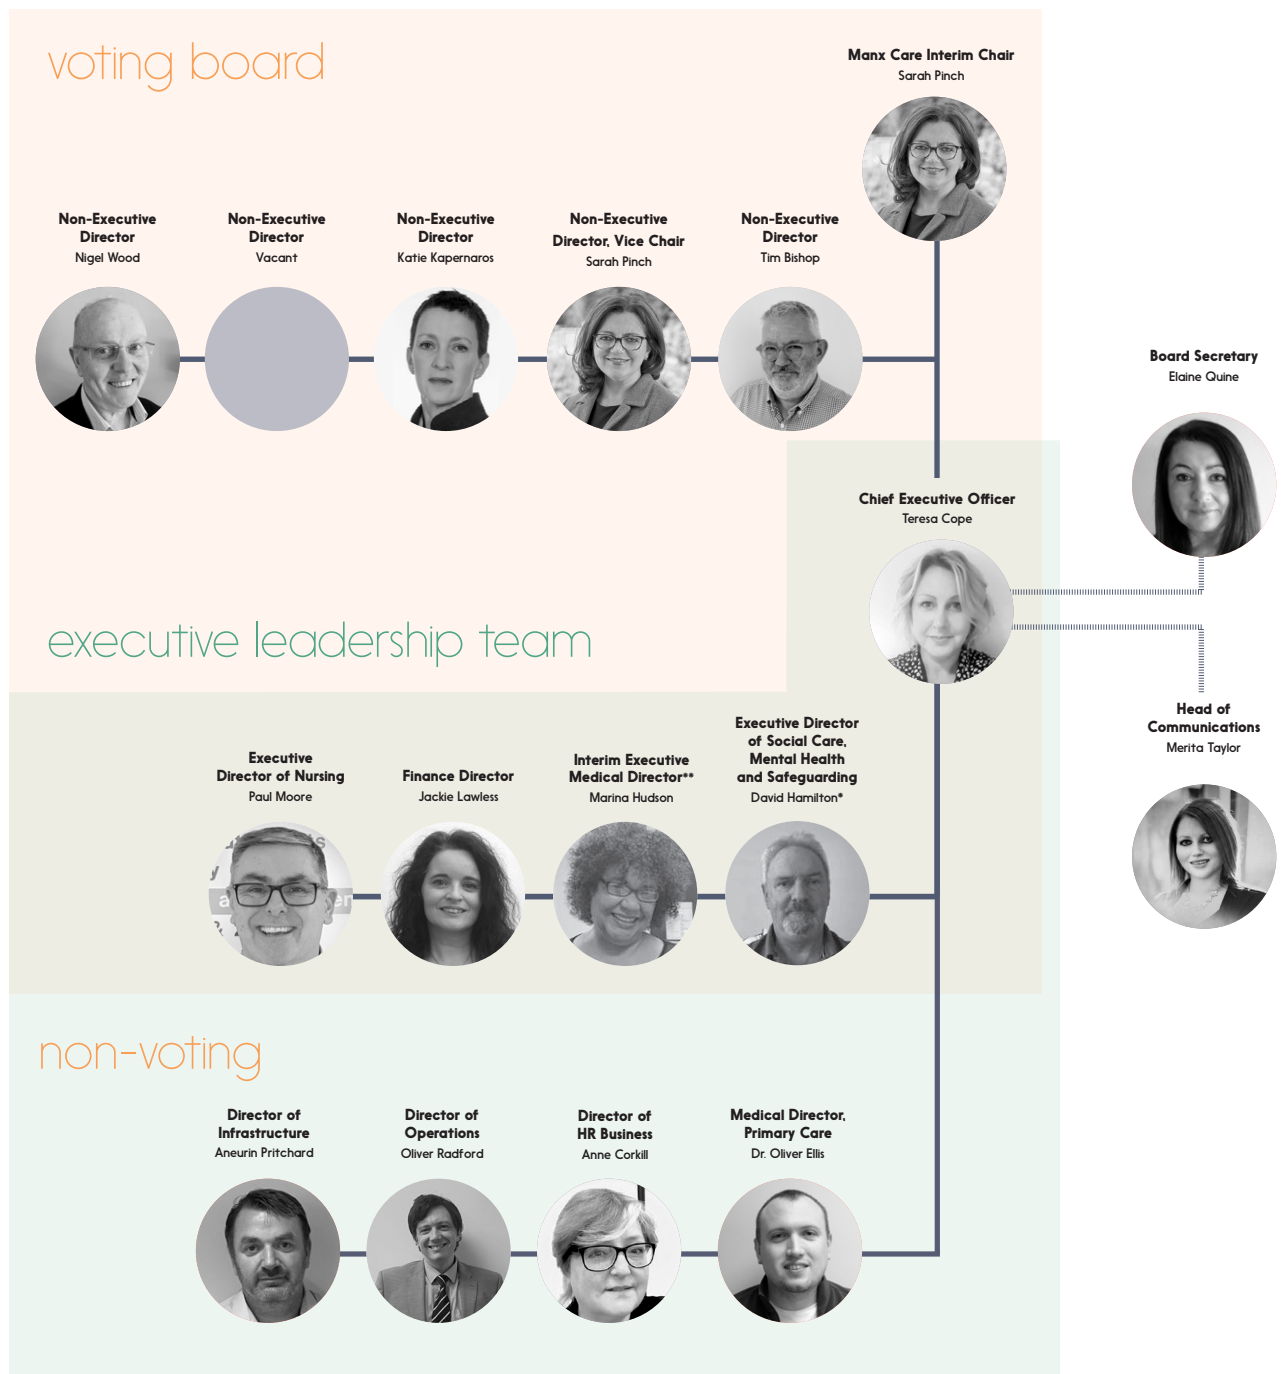 voting board
Manx Care Interim Chair
Sarah Pinch
Non-Executive
Director
Nigel Wood
Non-Executive
Director
Vacant
Non-Executive
Director
Katie Kapernaros
Non-Executive
Director, Vice Chair
Sarah Pinch
Non-Executive
Director
Tim Bishop
Board Secretary
Elaine Quine
Chief Executive Officer
Teresa Cope
executive leadership team
Head of
Communications
Merita Taylor
Executive
Director of Nursing
Paul Moore
Finance Director
Jackie Lawless
Interim Executive
Medical Director**
Marina Hudson
Executive Director
of Social Care,
Mental Health
and Safeguarding
David Hamilton*
non-voting
Director of
Infrastructure
Aneurin Pritchard
Director of
Operations
Oliver Radford
Director of
HR Business
Anne Corkill
Medical Director,
Primary Care
Dr. Oliver Ellis